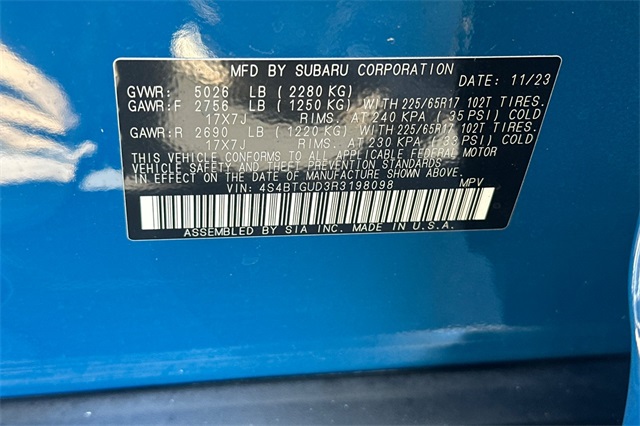 MFD BY SUBARU CORPORATION
DATE: 11/23
GVWR: 5026 LB (2280 KG)
GAWR:F 2756 LB (1250 KG) WITH 225/65R17 102T TIRES.
17X7J RIMS. AT 240 KPA (35 PSI) COLD
GAWR:R 2690 LB (1220 KG) WITH 225/65R17 102T TIRES.
17X7J RIMS. AT 230 KPA (33 PSI) COLD
THIS VEHICLE CONFORMS TO ALL APPLICABLE FEDERAL MOTOR
VEHICLE SAFETY AND THEFT PREVENTION STANDARDS
IN EFFECT ON THE DATE OF MANUFACTURE SHOWN ABOVE.
VIN: 4S4BTGUD3R3198098 MPV
ASSEMBLED BY SIA INC. MADE IN U.S.A.